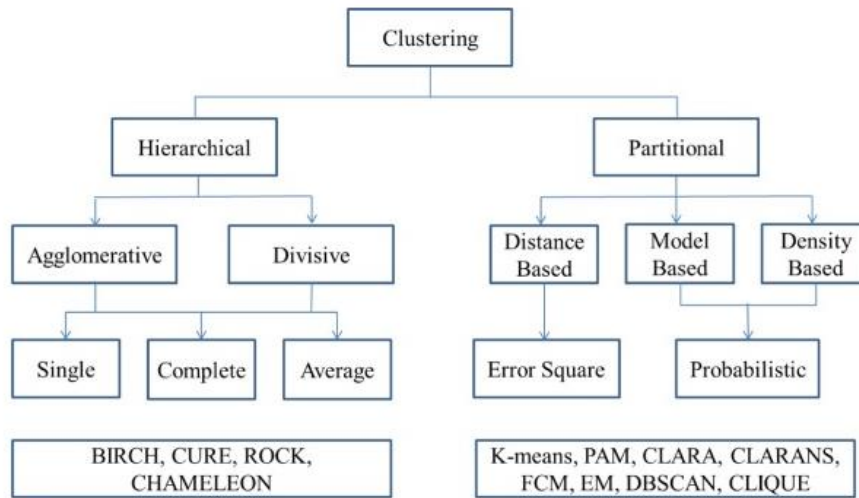 Clustering
Hierarchical
Partitional
Agglomerative
Divisive
Distance
Based
Model
Based
Density
Based
Single
Complete
Average
Error Square
Probabilistic
BIRCH, CURE, ROCK,
CHAMELEON
K-means, PAM, CLARA, CLARANS,
FCM, EM, DBSCAN, CLIQUE